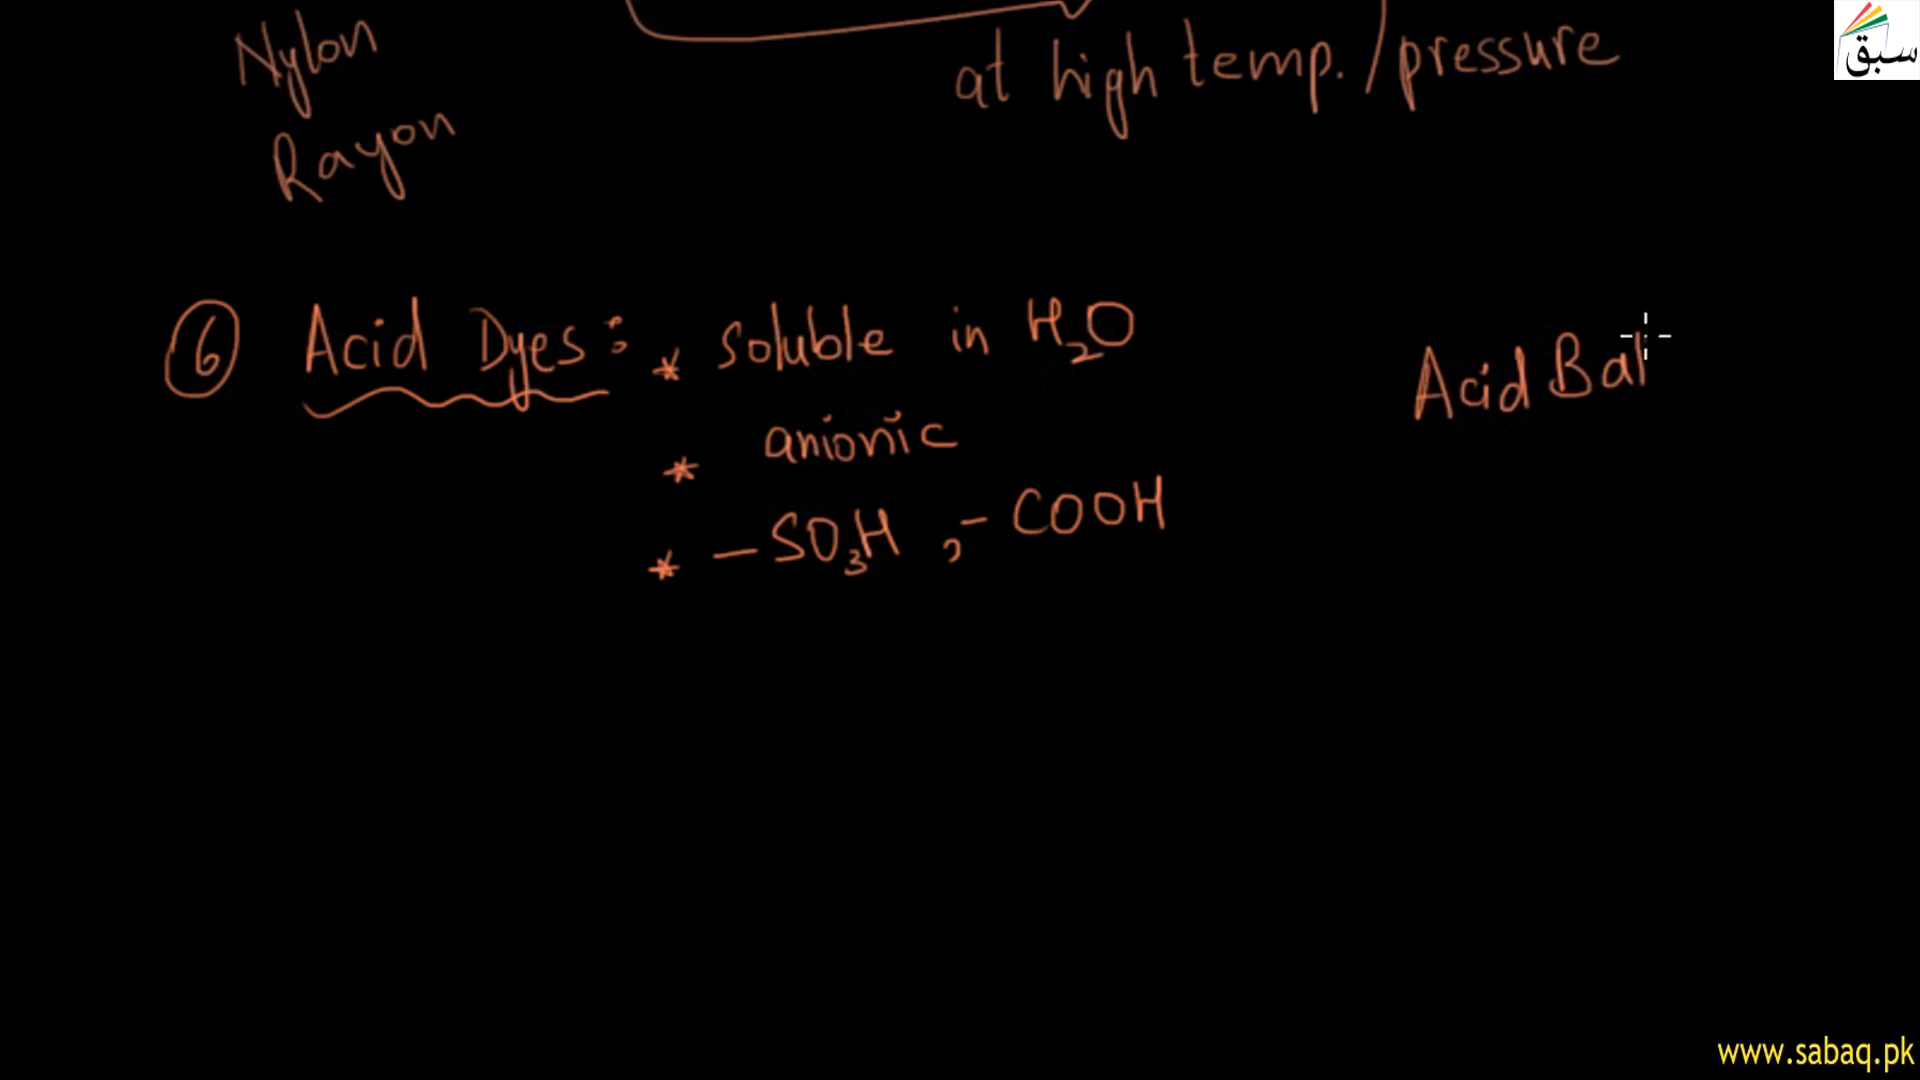 Nylon
at high temp. / pressure
سبق
Rayon
6 Acid Dyes: * soluble in H₂O
Acid Bat
* anionic
* —SO₃H , -COOH
www.sabaq.pk